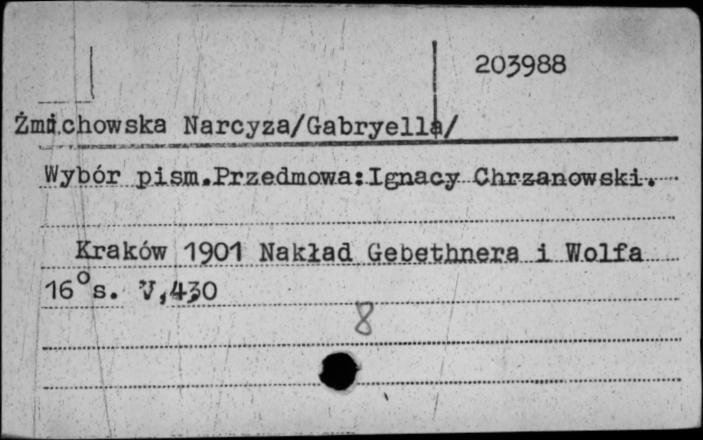 203988
Żmichowska Narcyza/Gabryella/
Wybór pism.Przedmowa:Ignacy Chrzanowski.
Kraków 1901 Nakład Gebethnera i Wolfa
16°s. V,430
8